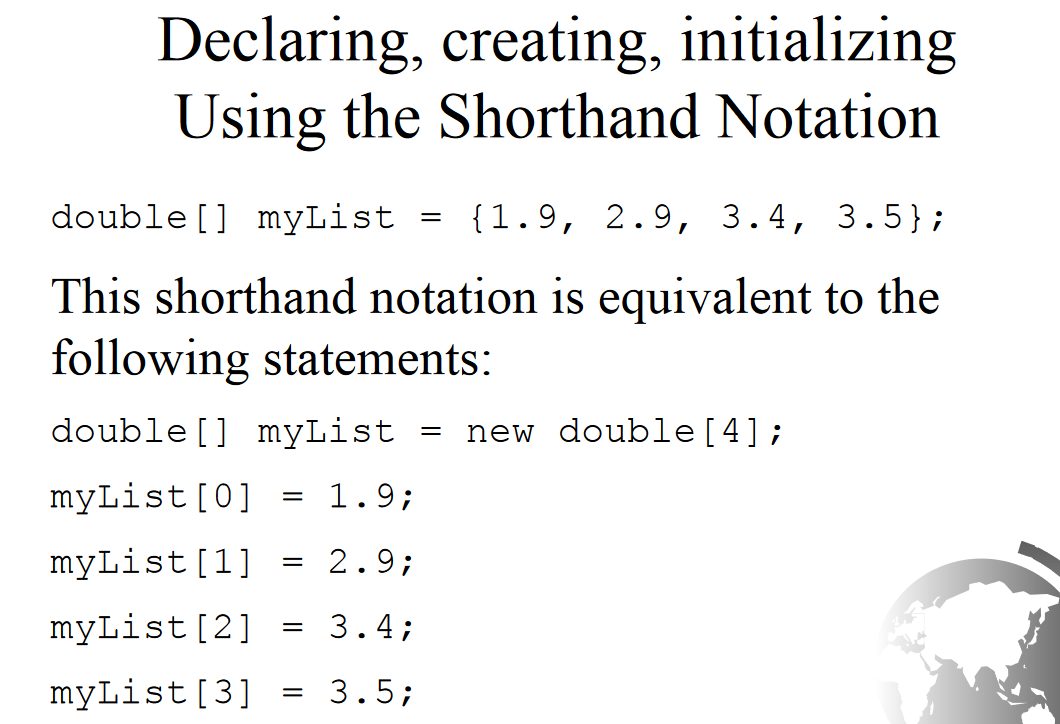 Declaring, creating, initializing
Using the Shorthand Notation
double[] myList = {1.9, 2.9, 3.4, 3.5};
This shorthand notation is equivalent to the
following statements:
double[] myList = new double[4];
myList[0] = 1.9;
myList[1] = 2.9;
myList[2] = 3.4;
myList[3] = 3.5;